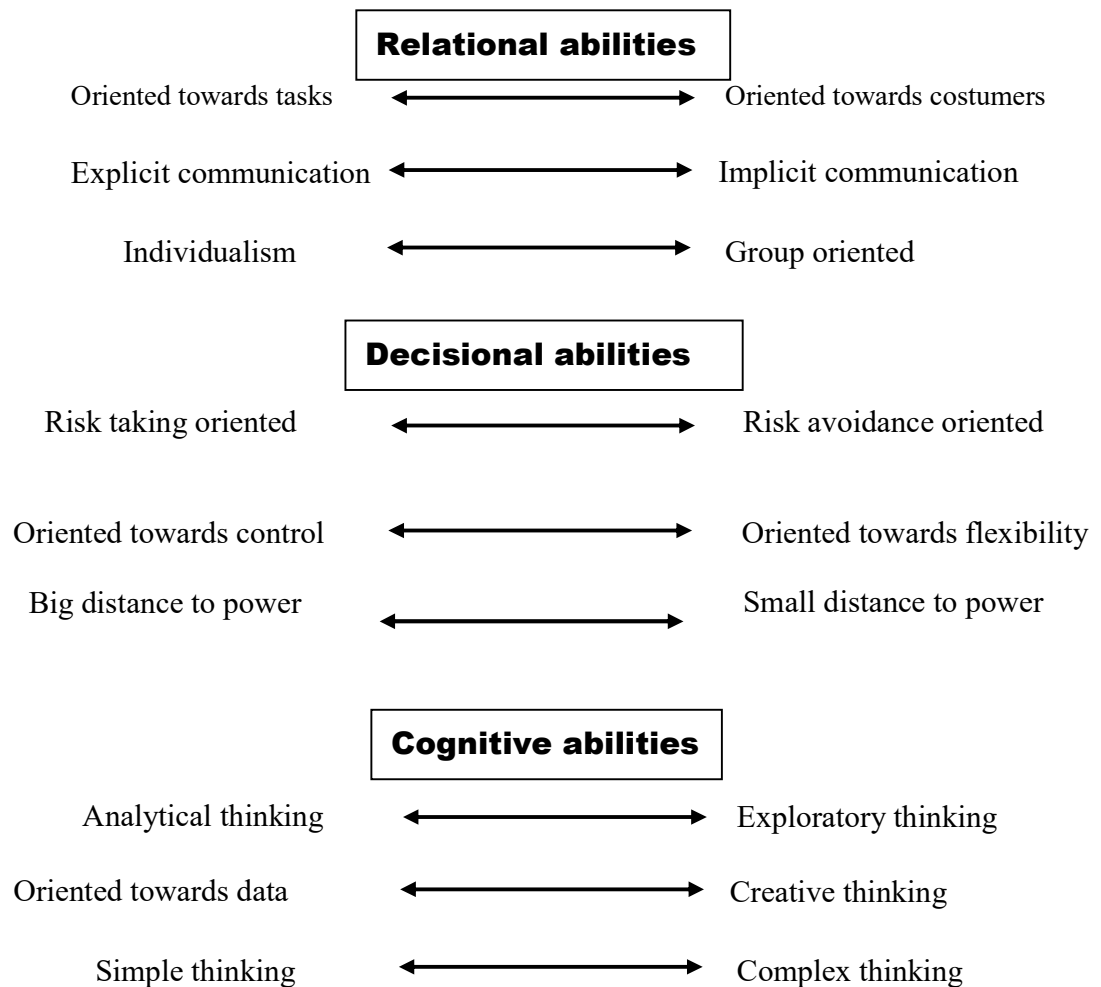 Relational abilities
Oriented towards tasks Oriented towards costumers
Explicit communication Implicit communication
Individualism Group oriented
Decisional abilities
Risk taking oriented Risk avoidance oriented
Oriented towards control Oriented towards flexibility
Big distance to power Small distance to power
Cognitive abilities
Analytical thinking Exploratory thinking
Oriented towards data Creative thinking
Simple thinking Complex thinking